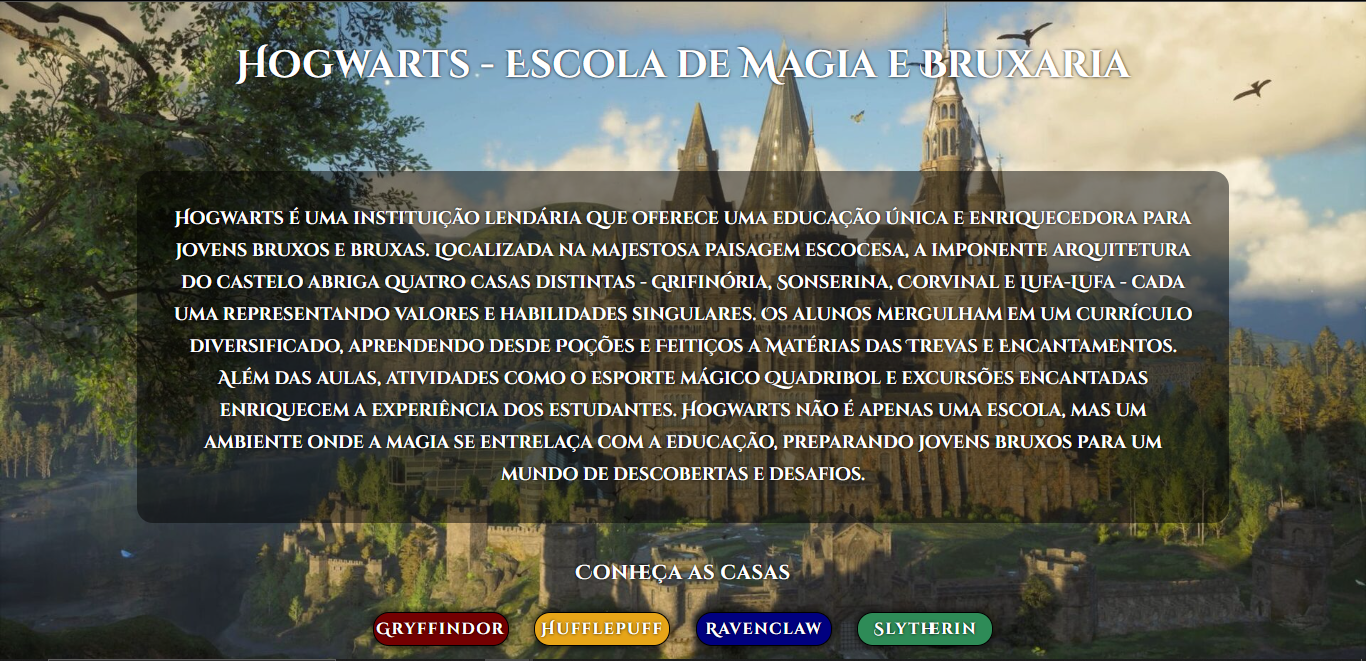 Hogwarts - Escola de Magia e Bruxaria
Hogwarts é uma instituição lendária que oferece uma educação única e enriquecedora para
jovens bruxos e bruxas. Localizada na majestosa paisagem escocesa, a imponente arquitetura
do castelo abriga quatro casas distintas - Grifinória, Sonserina, Corvinal e Lufa-Lufa - cada
uma representando valores e habilidades singulares. Os alunos mergulham em um currículo
diversificado, aprendendo desde Poções e Feitiços a Matérias das Trevas e Encantamentos.
Além das aulas, atividades como o esporte mágico Quadribol e excursões encantadas
enriquecem a experiência dos estudantes. Hogwarts não é apenas uma escola, mas um
ambiente onde a magia se entrelaça com a educação, preparando jovens bruxos para um
mundo de descobertas e desafios.
Conheça as casas
Gryffindor Hufflepuff Ravenclaw Slytherin